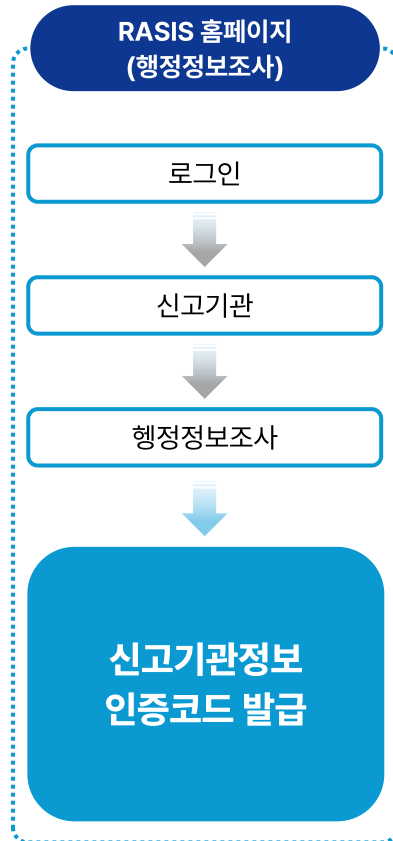 RASIS 홈페이지
(행정정보조사)
로그인
신고기관
행정정보조사
신고기관정보
인증코드 발급